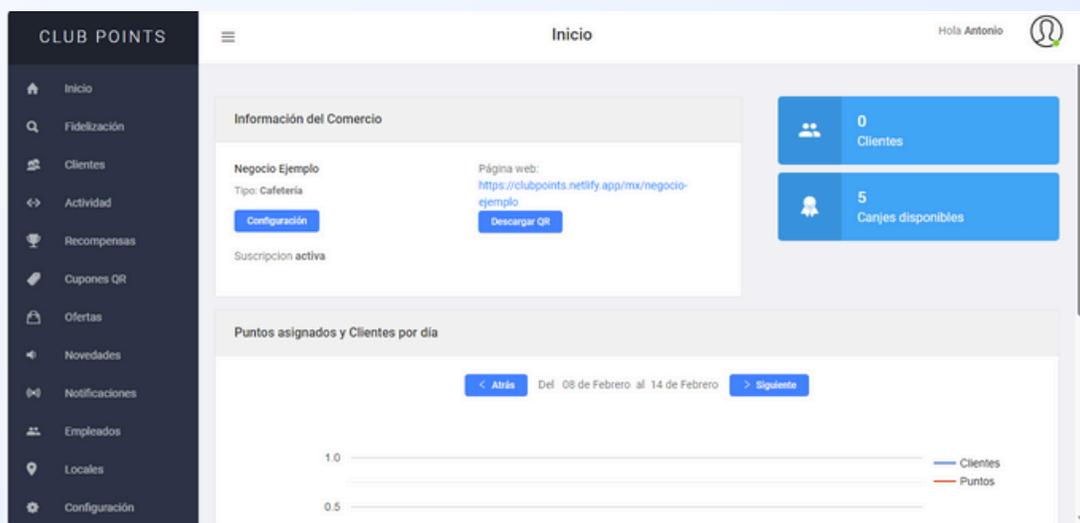 CLUB POINTS
Inicio
Hola Antonio
Inicio
Fidelización
Clientes
Actividad
Recompensas
Cupones QR
Ofertas
Novedades
Notificaciones
Empleados
Locales
Configuración
Información del Comercio
Negocio Ejemplo
Tipo: Cafetería
Configuración
Suscripcion activa
Página web:
https://clubpoints.netlify.app/mx/negocio-
ejemplo
Descargar QR
0
Clientes
5
Canjes disponibles
Puntos asignados y Clientes por día
< Atrás Del 08 de Febrero al 14 de Febrero > Siguiente
1.0
0.5
Clientes
Puntos